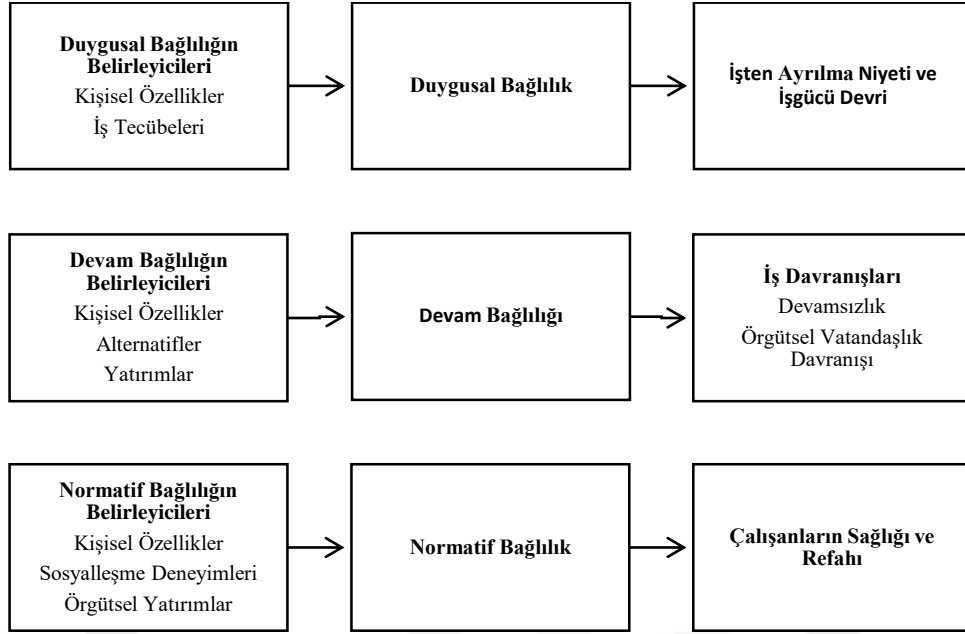 Duygusal Bağlılığın
Belirleyicileri
Kişisel Özellikler
İş Tecübeleri
Duygusal Bağlılık
İşten Ayrılma Niyeti ve
İşgücü Devri
Devam Bağlılığın
Belirleyicileri
Kişisel Özellikler
Alternatifler
Yatırımlar
Devam Bağlılığı
İş Davranışları
Devamsızlık
Örgütsel Vatandaşlık
Davranışı
Normatif Bağlılığın
Belirleyicileri
Kişisel Özellikler
Sosyalleşme Deneyimleri
Örgütsel Yatırımlar
Normatif Bağlılık
Çalışanların Sağlığı ve
Refahı